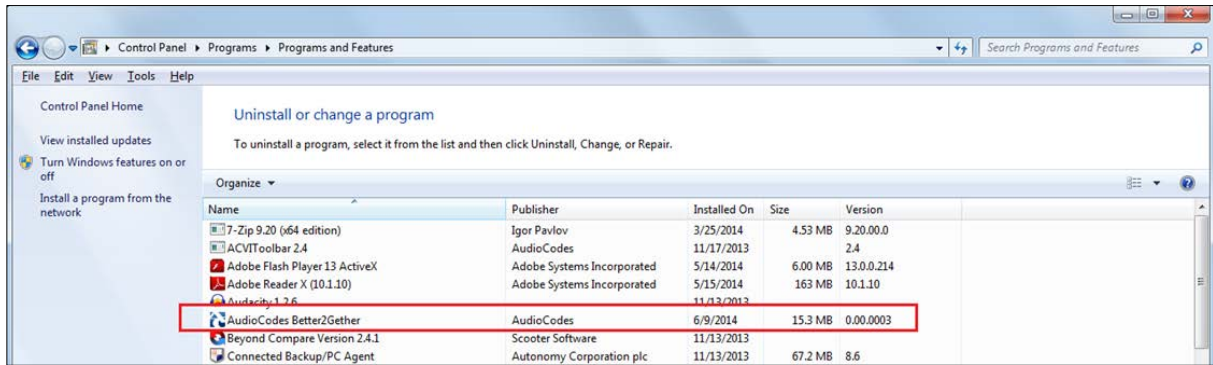 Control Panel ▸ Programs ▸ Programs and Features
Search Programs and Features
File Edit View Tools Help
Control Panel Home
View installed updates
Turn Windows features on or
off
Install a program from the
network
Uninstall or change a program
To uninstall a program, select it from the list and then click Uninstall, Change, or Repair.
Organize
Name Publisher Installed On Size Version
7-Zip 9.20 (x64 edition) Igor Pavlov 3/25/2014 4.53 MB 9.20.00.0
ACVIToolbar 2.4 AudioCodes 11/17/2013 2.4
Adobe Flash Player 13 ActiveX Adobe Systems Incorporated 5/14/2014 6.00 MB 13.0.0.214
Adobe Reader X (10.1.10) Adobe Systems Incorporated 5/15/2014 163 MB 10.1.10
Audacity 1.2.6 11/13/2013
AudioCodes Better2Gether AudioCodes 6/9/2014 15.3 MB 0.00.0003
Beyond Compare Version 2.4.1 Scooter Software 11/13/2013
Connected Backup/PC Agent Autonomy Corporation plc 11/13/2013 67.2 MB 8.6